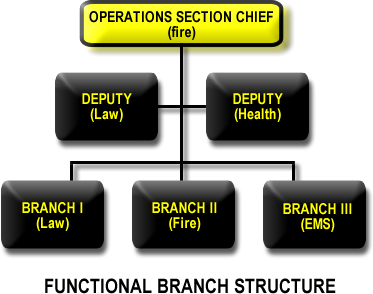 OPERATIONS SECTION CHIEF
(fire)
DEPUTY
(Law)
DEPUTY
(Health)
BRANCH I
(Law)
BRANCH II
(Fire)
BRANCH III
(EMS)
FUNCTIONAL BRANCH STRUCTURE